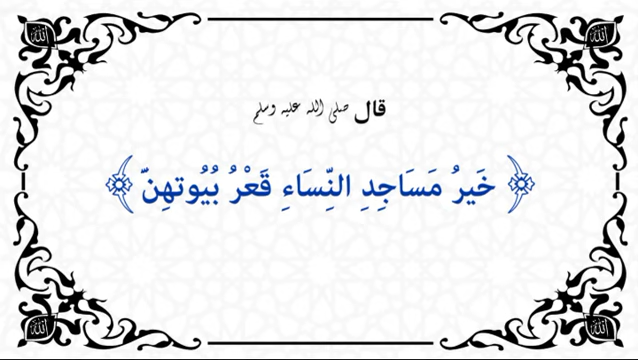 قال صلى الله عليه وسلم
﴿ خَيرُ مَسَاجِدِ النِّسَاءِ قَعْرُ بُيُوتهِنّ ﴾